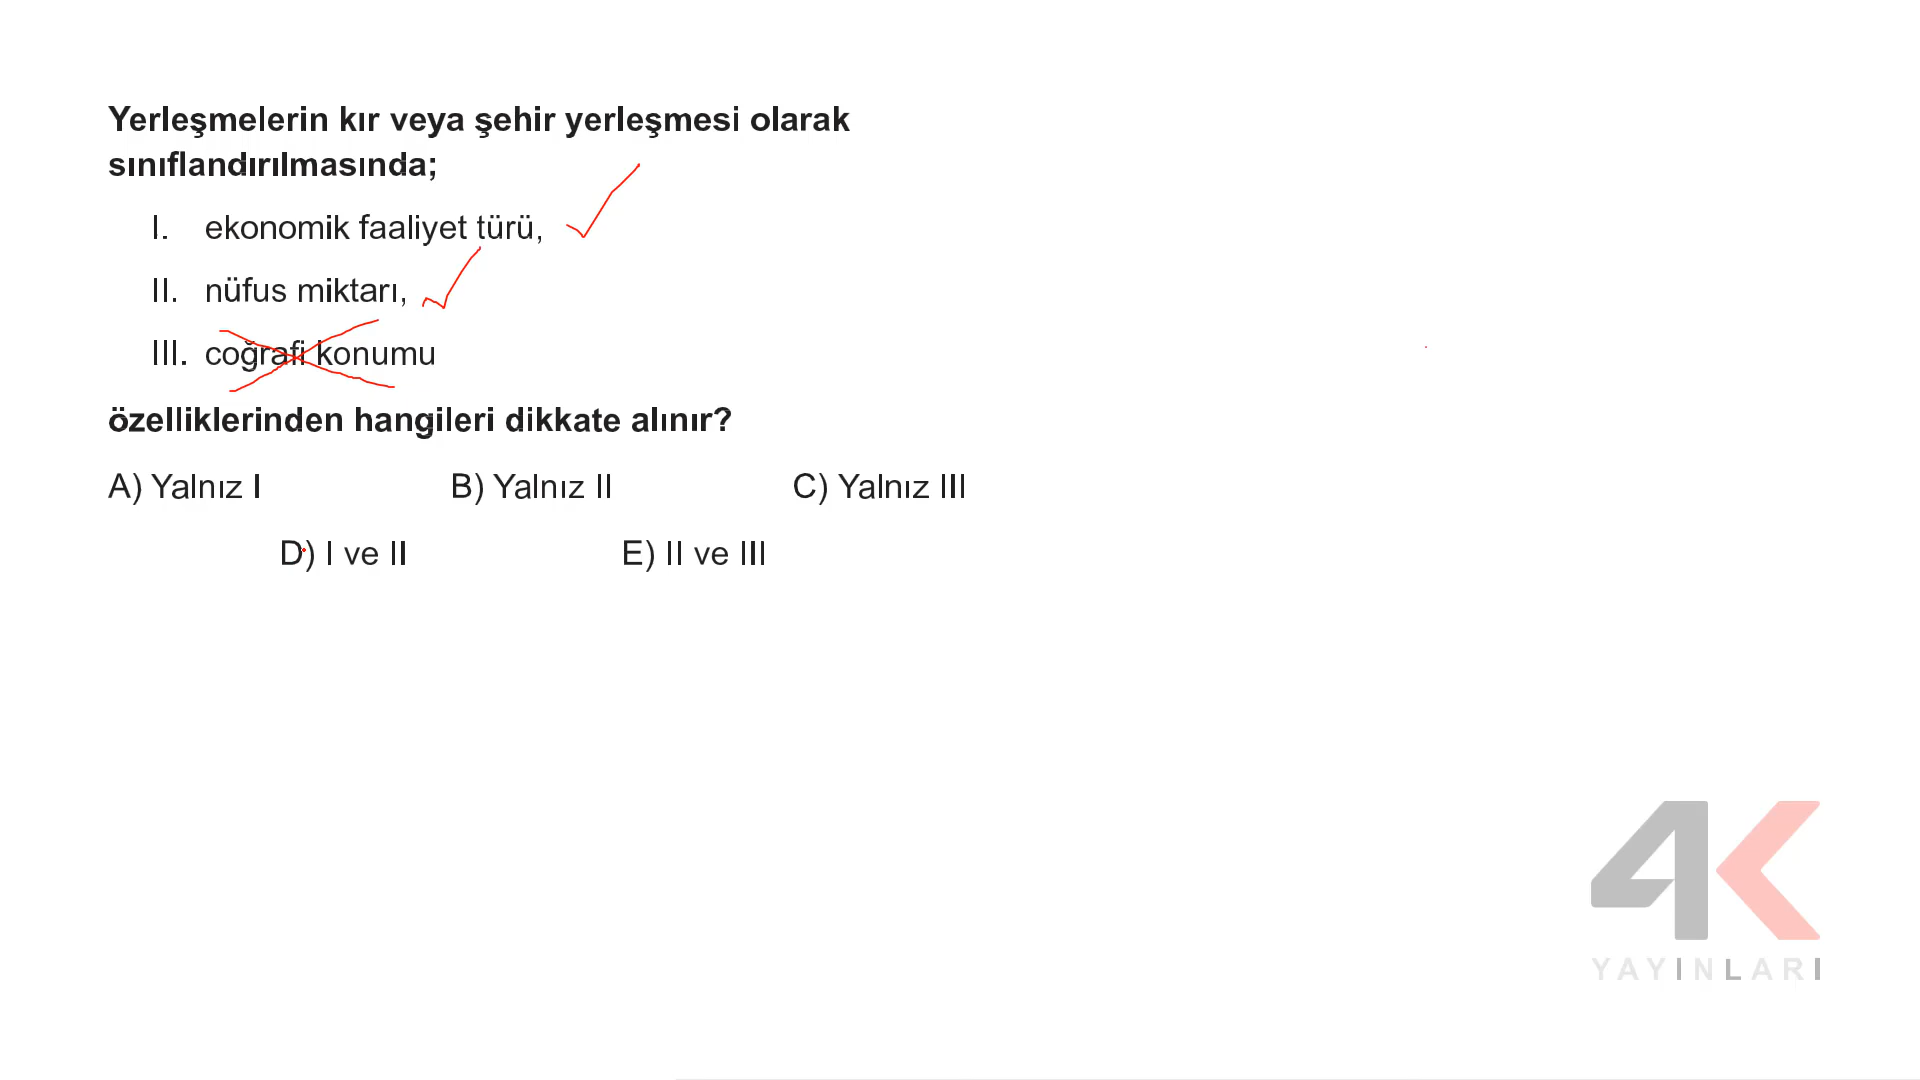 Yerleşmelerin kır veya şehir yerleşmesi olarak
sınıflandırılmasında;
I. ekonomik faaliyet türü,
II. nüfus miktarı,
III. coğrafi konumu
özelliklerinden hangileri dikkate alınır?
A) Yalnız I B) Yalnız II C) Yalnız III
D) I ve II E) II ve III
4K
YAYINLARI